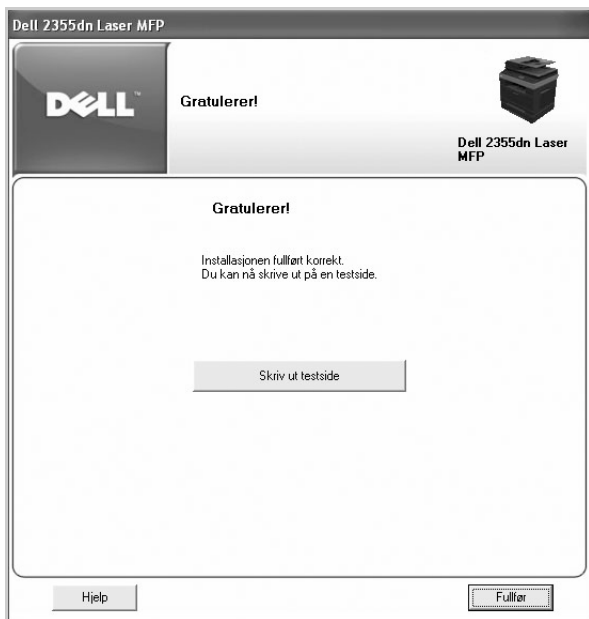 Dell 2355dn Laser MFP
DELL™
Gratulerer!
Dell 2355dn Laser
MFP
Gratulerer!
Installasjonen fullført korrekt.
Du kan nå skrive ut på en testside.
Skriv ut testside
Hjelp
Fullfør